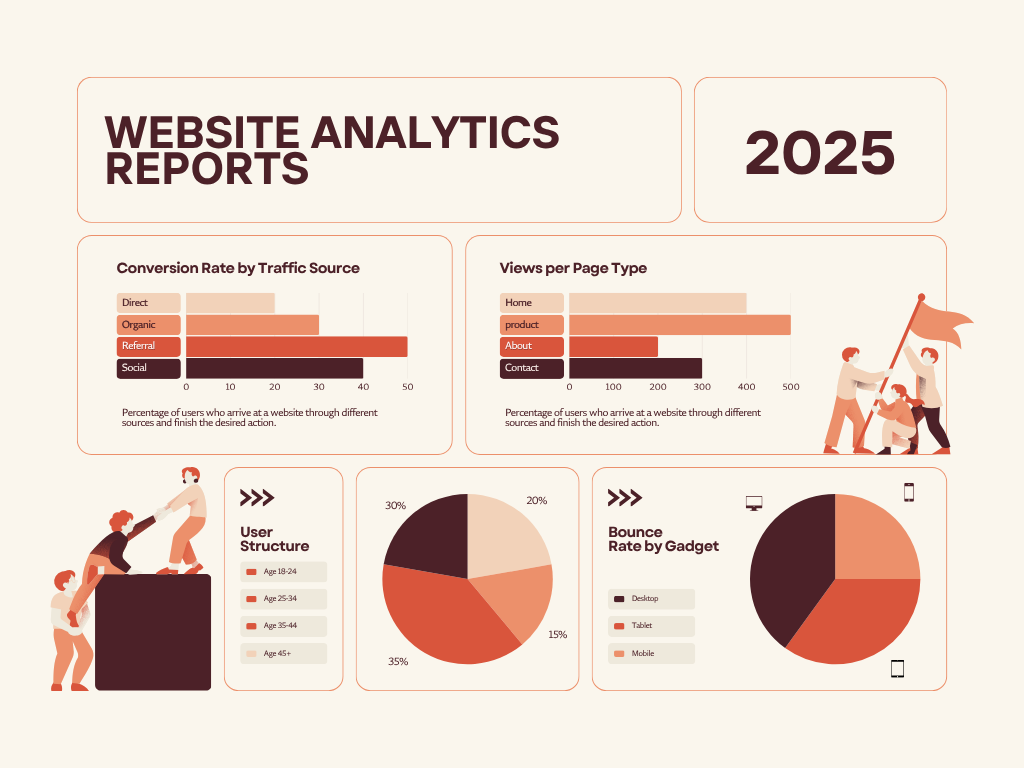 WEBSITE ANALYTICS
REPORTS
2025
Conversion Rate by Traffic Source
Direct
Organic
Referral
Social
0 10 20 30 40 50
Percentage of users who arrive at a website through different
sources and finish the desired action.
Views per Page Type
Home
product
About
Contact
0 100 200 300 400 500
Percentage of users who arrive at a website through different
sources and finish the desired action.
User
Structure
Age 18-24
Age 25-34
Age 35-44
Age 45+
30%
20%
15%
35%
Bounce
Rate by Gadget
Desktop
Tablet
Mobile